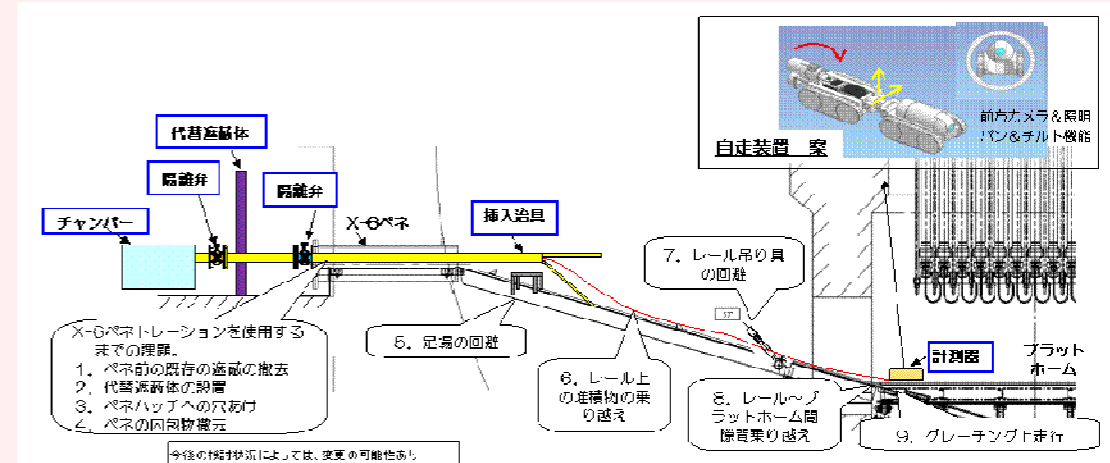 前方カメラ&照明
パン&チルト機能
自走装置 案
代替遮蔽体
隔離弁
隔離弁
チャンバー
X-6ペネ
挿入治具
7. レール吊り具
の回避
X-6ペネトレーションを使用する
までの課題。
1. ペネ前の既存の遮蔽の撤去
2. 代替遮蔽体の設置
3. ペネハッチへの穴あけ
4. ペネの内包物撤去
5. 足場の回避
6. レール上
の堆積物の乗
り越え
計測器
プラット
ホーム
8. レール~プ
ラットホーム間
隙間乗り越え
9. グレーチング上走行
今後の検討状況によっては、変更の可能性あり